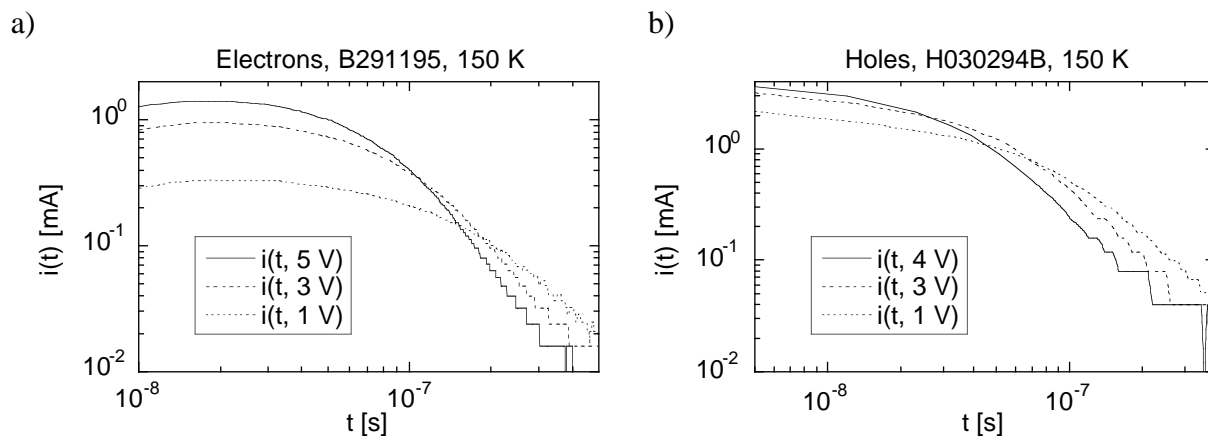 a)
Electrons, B291195, 150 K
10^0
10^-1
10^-2
i(t) [mA]
i(t, 5 V)
i(t, 3 V)
i(t, 1 V)
10^-8
10^-7
t [s]
b)
Holes, H030294B, 150 K
10^0
10^-1
10^-2
i(t) [mA]
i(t, 4 V)
i(t, 3 V)
i(t, 1 V)
10^-8
10^-7
t [s]